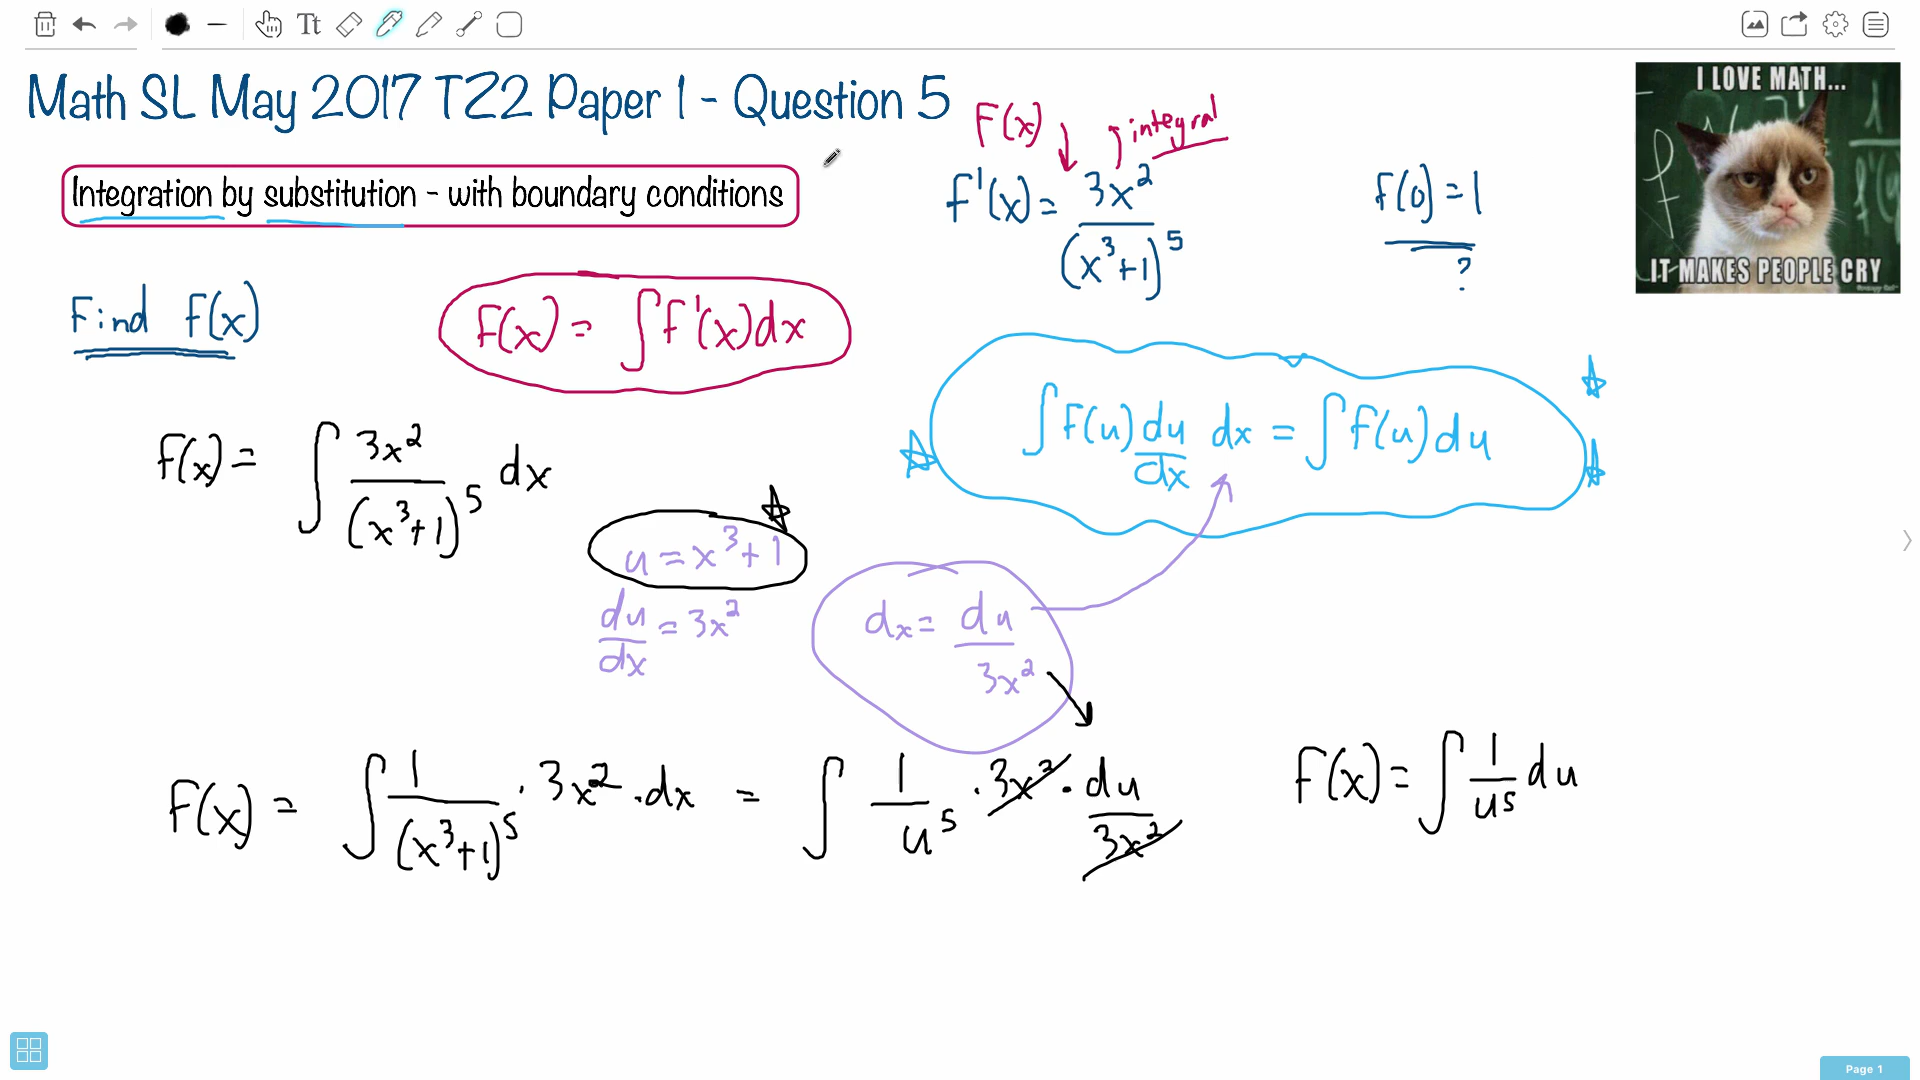 Tt
Math SL May 2017 TZ2 Paper 1 - Question 5
Integration by substitution - with boundary conditions
f(x) ↓ ↑ integral
f'(x) = 3x² / (x³+1)⁵
f(0) = 1
?
I LOVE MATH...
IT MAKES PEOPLE CRY
Find f(x)
f(x) = ∫f'(x)dx
∫f(u) du/dx dx = ∫f(u)du
f(x) = ∫ 3x² / (x³+1)⁵ dx
u = x³+1
du/dx = 3x²
dx = du / 3x²
f(x) = ∫ 1 / (x³+1)⁵ · 3x² · dx = ∫ 1/u⁵ · 3x² · du / 3x²
f(x) = ∫ 1/u⁵ du
Page 1